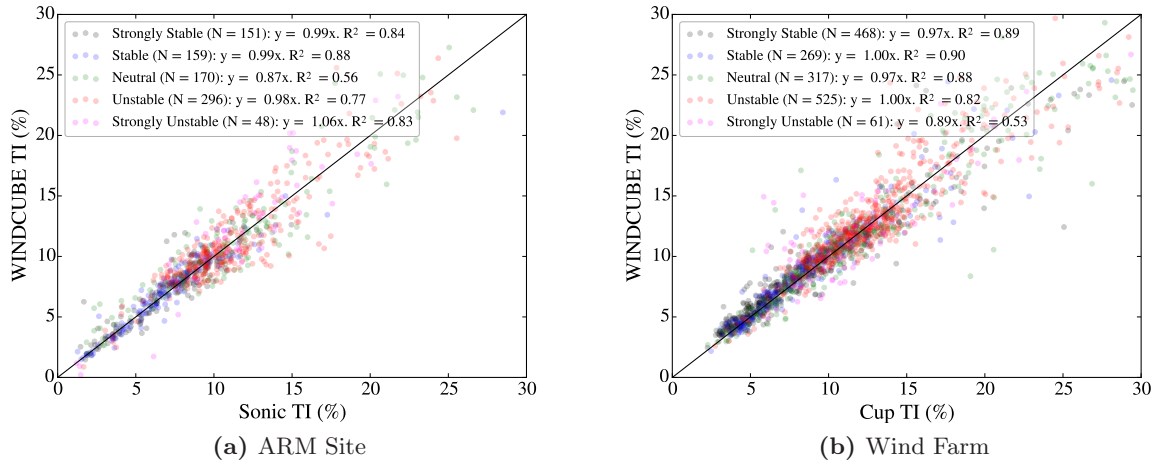 30
25
20
15
10
5
0
WINDCUBE TI (%)
Strongly Stable (N = 151): y = 0.99x. R² = 0.84
Stable (N = 159): y = 0.99x. R² = 0.88
Neutral (N = 170): y = 0.87x. R² = 0.56
Unstable (N = 296): y = 0.98x. R² = 0.77
Strongly Unstable (N = 48): y = 1.06x. R² = 0.83
0 5 10 15 20 25 30
Sonic TI (%)
(a) ARM Site
30
25
20
15
10
5
0
WINDCUBE TI (%)
Strongly Stable (N = 468): y = 0.97x. R² = 0.89
Stable (N = 269): y = 1.00x. R² = 0.90
Neutral (N = 317): y = 0.97x. R² = 0.88
Unstable (N = 525): y = 1.00x. R² = 0.82
Strongly Unstable (N = 61): y = 0.89x. R² = 0.53
0 5 10 15 20 25 30
Cup TI (%)
(b) Wind Farm